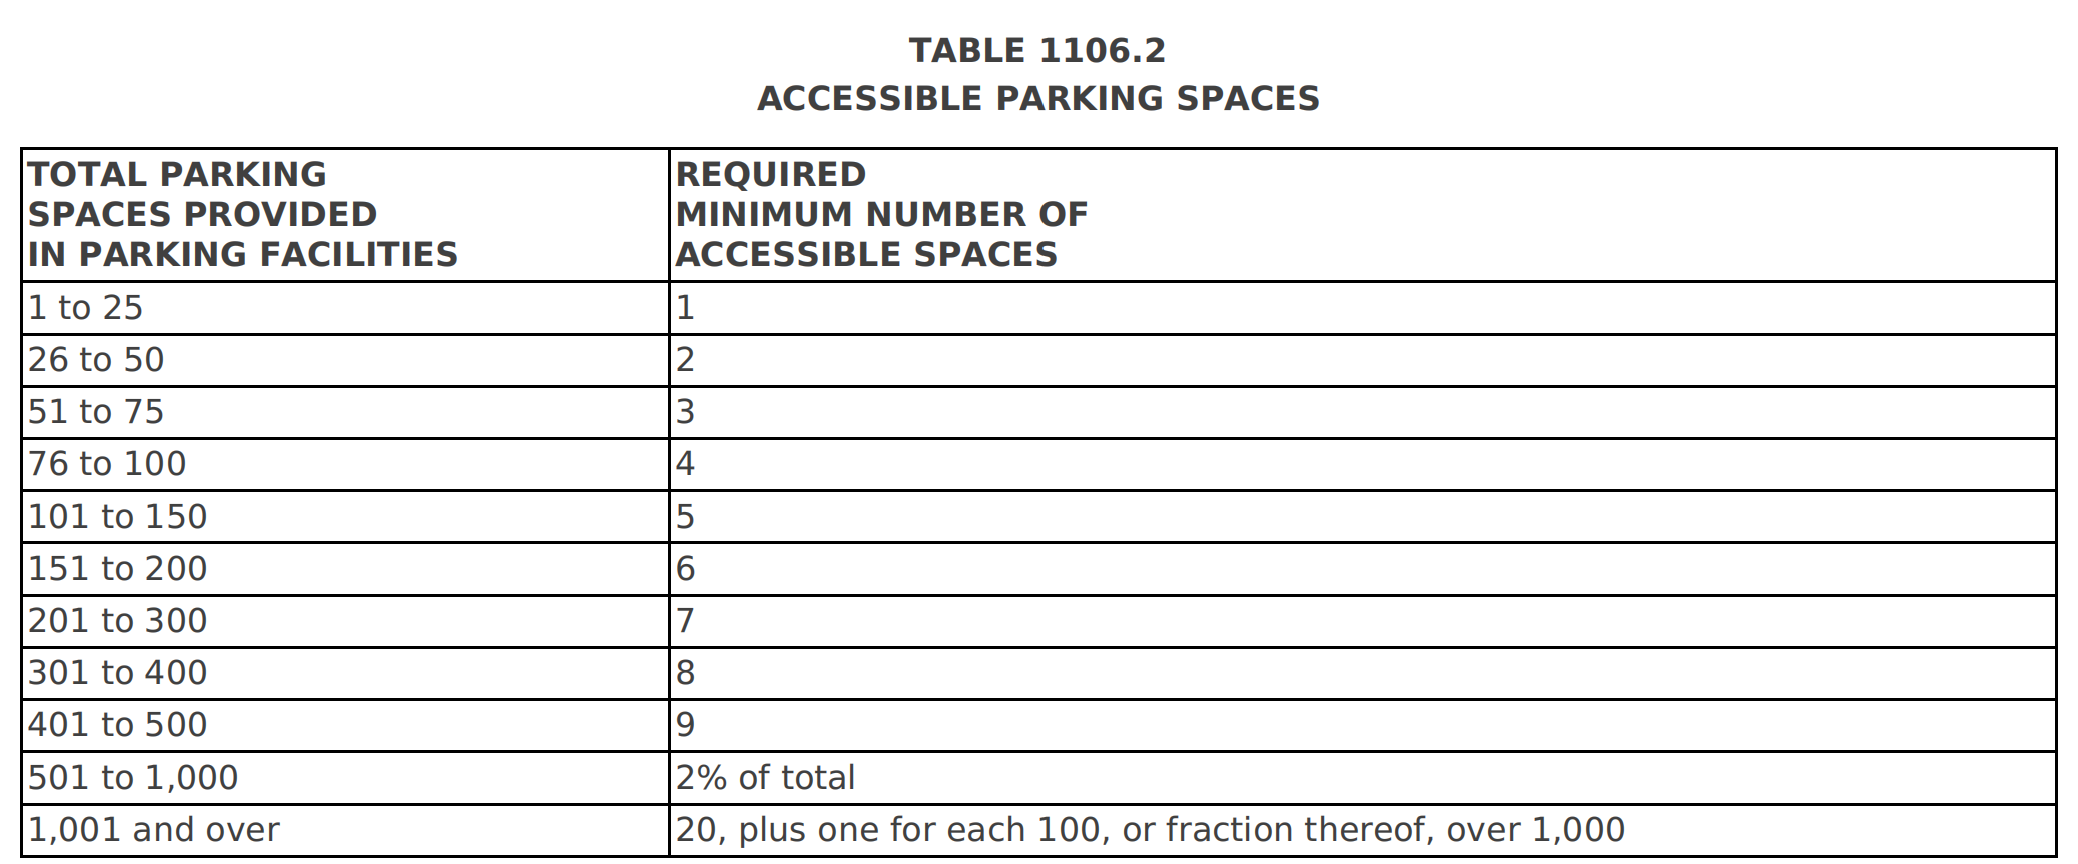 TABLE 1106.2
ACCESSIBLE PARKING SPACES
TOTAL PARKING
SPACES PROVIDED
IN PARKING FACILITIES
REQUIRED
MINIMUM NUMBER OF
ACCESSIBLE SPACES
1 to 25 1
26 to 50 2
51 to 75 3
76 to 100 4
101 to 150 5
151 to 200 6
201 to 300 7
301 to 400 8
401 to 500 9
501 to 1,000 2% of total
1,001 and over 20, plus one for each 100, or fraction thereof, over 1,000